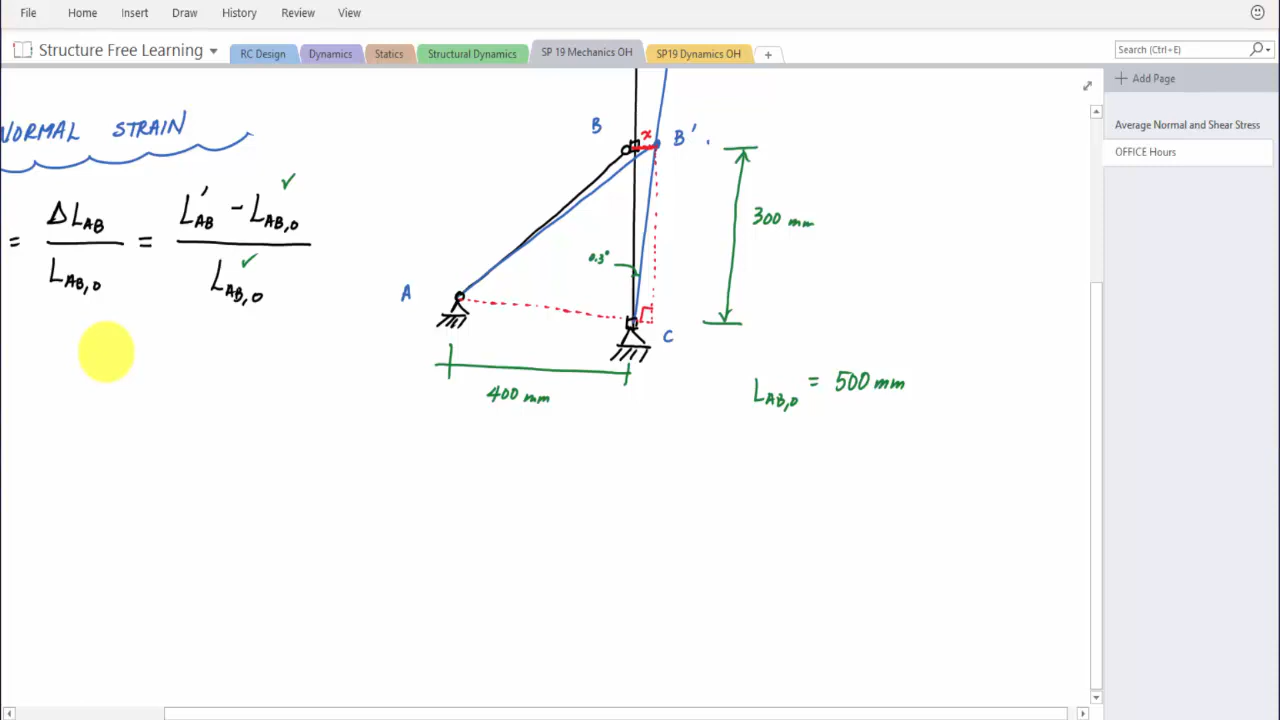 File Home Insert Draw History Review View
Structure Free Learning
RC Design Dynamics Statics Structural Dynamics SP 19 Mechanics OH SP19 Dynamics OH +
Search (Ctrl+E)
Add Page
Average Normal and Shear Stress
OFFICE Hours
NORMAL STRAIN
= ΔL_AB / L_AB,0 = L'_AB - L_AB,0 ✓ / L_AB,0 ✓
B
x
B'.
300 mm
0.3°
A
C
400 mm
L_AB,0 = 500 mm